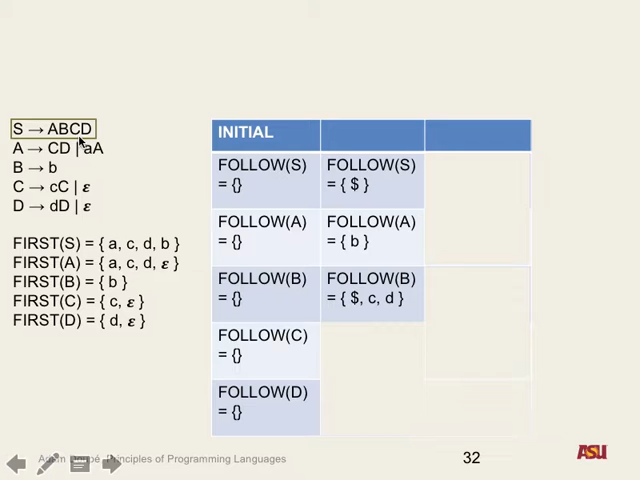 S → ABCD
A → CD | aA
B → b
C → cC | ε
D → dD | ε
FIRST(S) = { a, c, d, b }
FIRST(A) = { a, c, d, ε }
FIRST(B) = { b }
FIRST(C) = { c, ε }
FIRST(D) = { d, ε }
INITIAL
FOLLOW(S)
= {}
FOLLOW(S)
= { $ }
FOLLOW(A)
= {}
FOLLOW(A)
= { b }
FOLLOW(B)
= {}
FOLLOW(B)
= { $, c, d }
FOLLOW(C)
= {}
FOLLOW(D)
= {}
Principles of Programming Languages
32
ASU